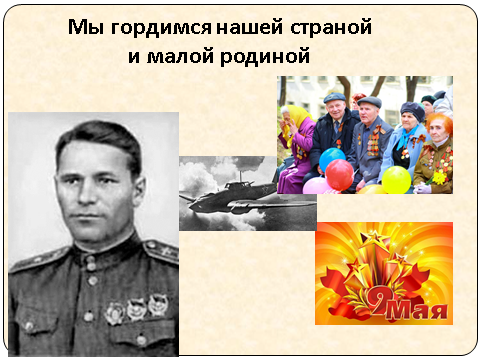 Мы гордимся нашей страной
и малой родиной
9 Мая